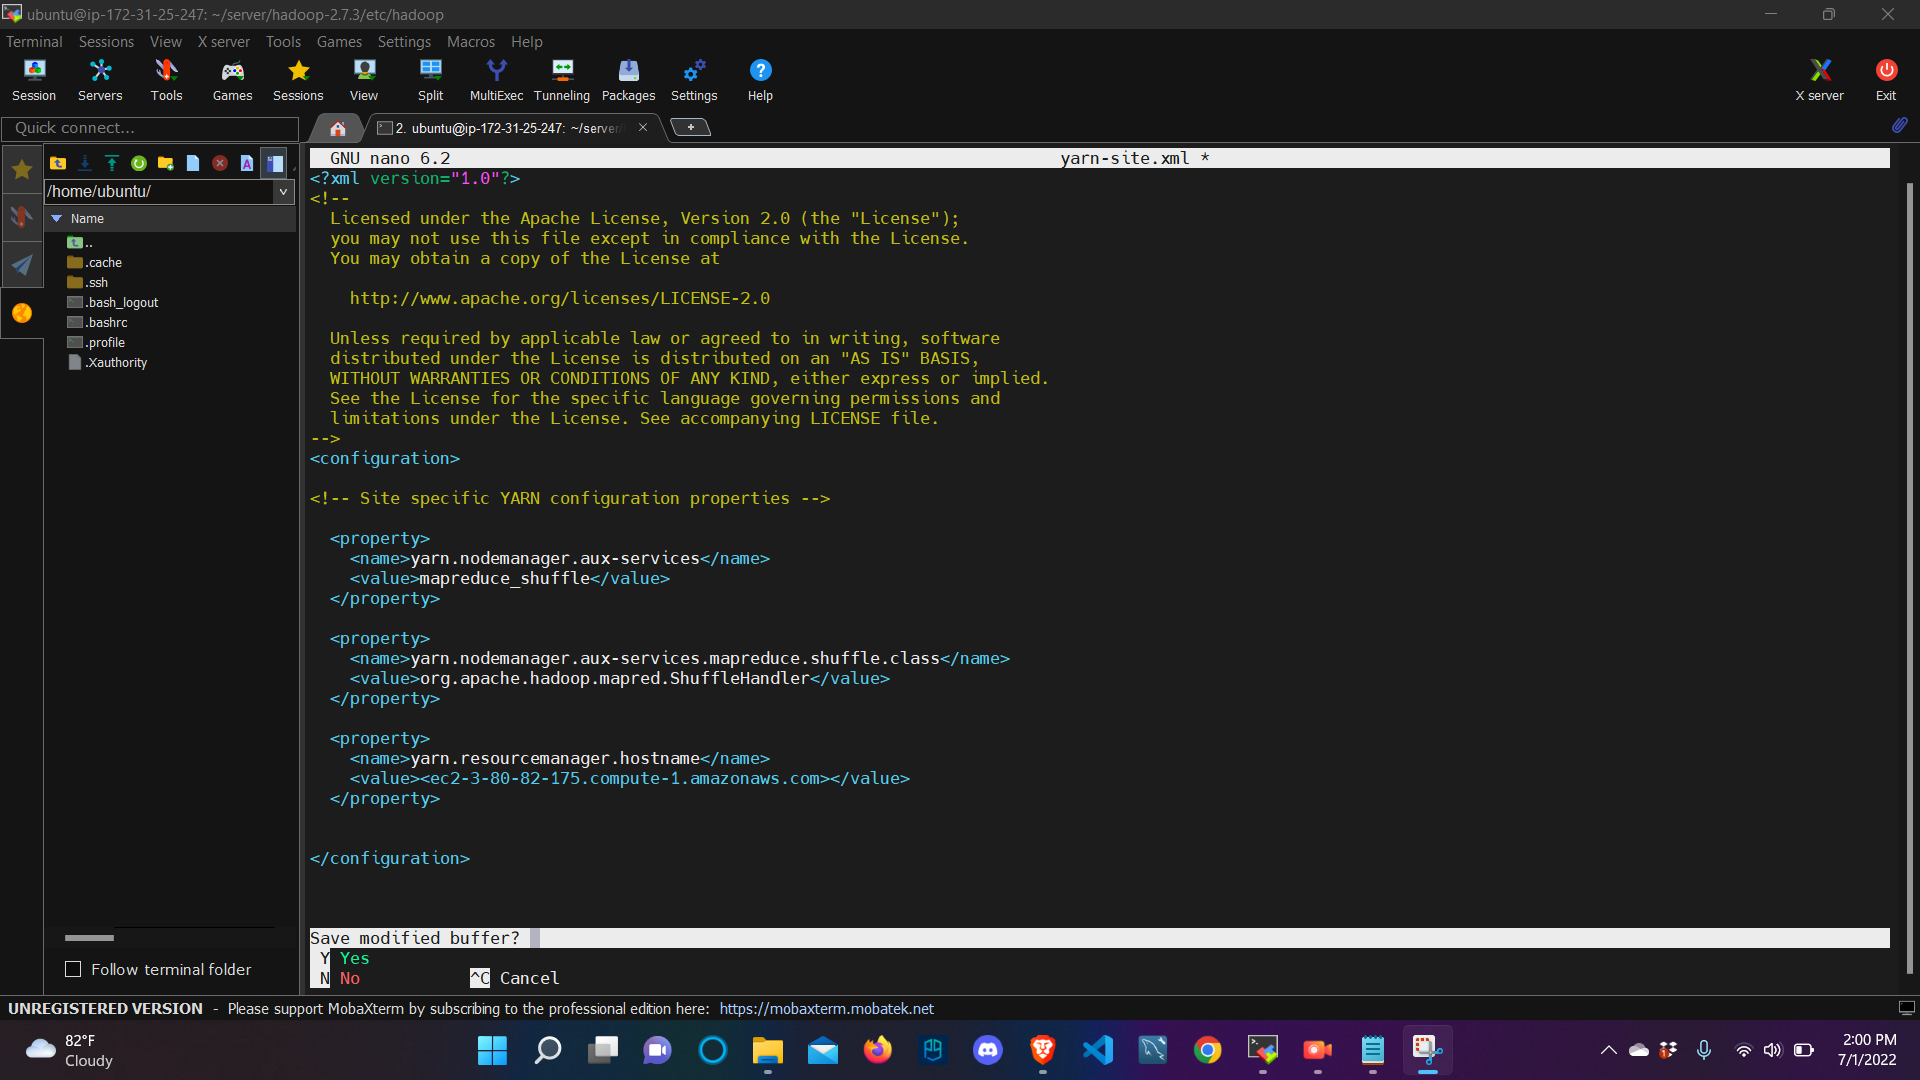 ubuntu@ip-172-31-25-247: ~/server/hadoop-2.7.3/etc/hadoop
Terminal Sessions View X server Tools Games Settings Macros Help
Session Servers Tools Games Sessions View Split MultiExec Tunneling Packages Settings Help X server Exit
Quick connect...
2. ubuntu@ip-172-31-25-247: ~/server
/home/ubuntu/
Name
..
.cache
.ssh
.bash_logout
.bashrc
.profile
.Xauthority
Follow terminal folder
GNU nano 6.2 yarn-site.xml *
<?xml version="1.0"?>
<!--
Licensed under the Apache License, Version 2.0 (the "License");
you may not use this file except in compliance with the License.
You may obtain a copy of the License at
http://www.apache.org/licenses/LICENSE-2.0
Unless required by applicable law or agreed to in writing, software
distributed under the License is distributed on an "AS IS" BASIS,
WITHOUT WARRANTIES OR CONDITIONS OF ANY KIND, either express or implied.
See the License for the specific language governing permissions and
limitations under the License. See accompanying LICENSE file.
-->
<configuration>
<!-- Site specific YARN configuration properties -->
<property>
<name>yarn.nodemanager.aux-services</name>
<value>mapreduce_shuffle</value>
</property>
<property>
<name>yarn.nodemanager.aux-services.mapreduce.shuffle.class</name>
<value>org.apache.hadoop.mapred.ShuffleHandler</value>
</property>
<property>
<name>yarn.resourcemanager.hostname</name>
<value><ec2-3-80-82-175.compute-1.amazonaws.com></value>
</property>
</configuration>
Save modified buffer?
Y Yes
N No ^C Cancel
UNREGISTERED VERSION - Please support MobaXterm by subscribing to the professional edition here: https://mobaxterm.mobatek.net
82°F
Cloudy
2:00 PM
7/1/2022